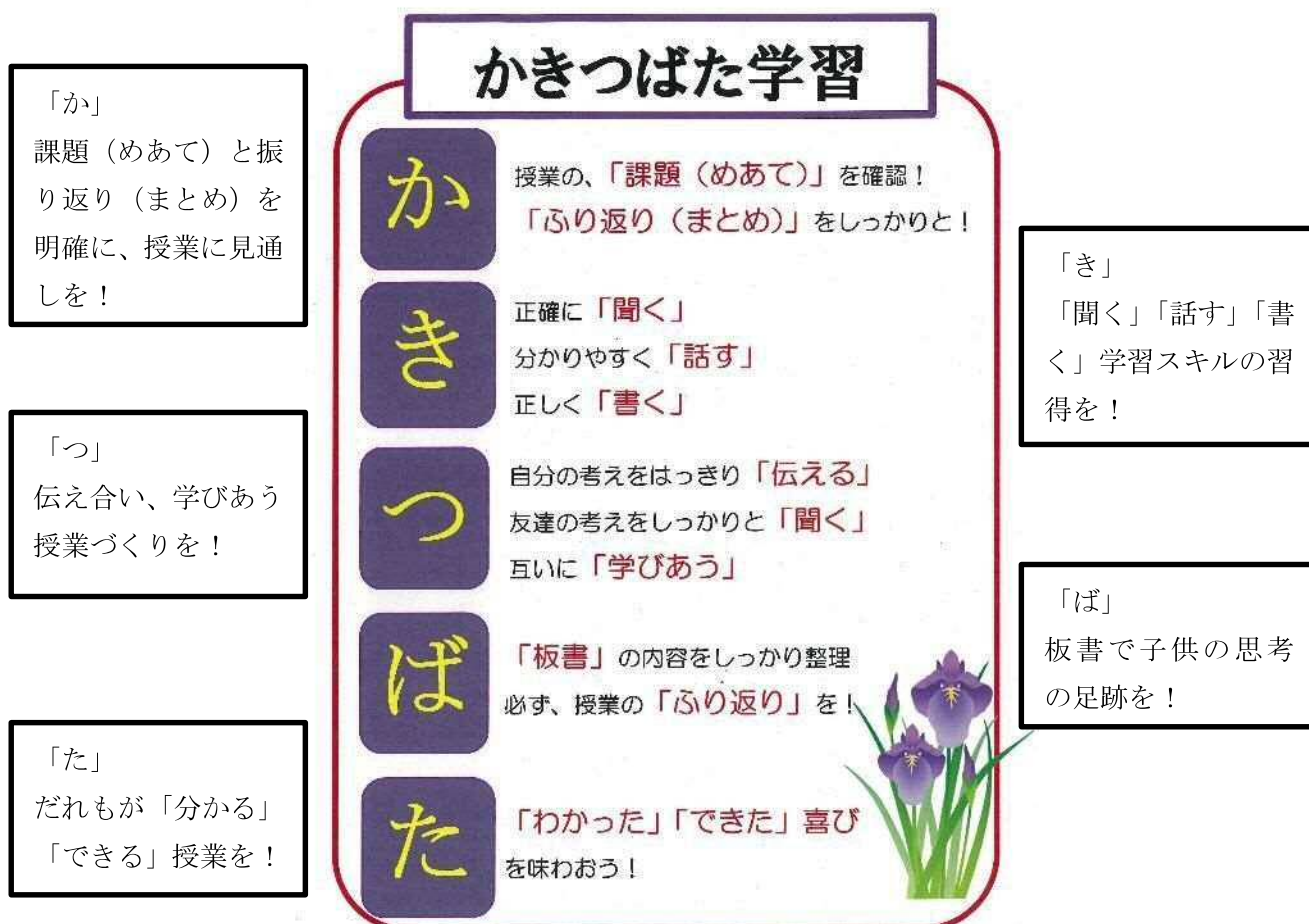 かきつばた学習
「か」
課題（めあて）と振
り返り（まとめ）を
明確に、授業に見通
しを！
か
授業の、「課題（めあて）」を確認！
「ふり返り（まとめ）」をしっかりと！
き
正確に「聞く」
分かりやすく「話す」
正しく「書く」
「き」
「聞く」「話す」「書
く」学習スキルの習
得を！
「つ」
伝え合い、学びあう
授業づくりを！
つ
自分の考えをはっきり「伝える」
友達の考えをしっかりと「聞く」
互いに「学びあう」
ば
「板書」の内容をしっかり整理
必ず、授業の「ふり返り」を！
「ば」
板書で子供の思考
の足跡を！
「た」
だれもが「分かる」
「できる」授業を！
た
「わかった」「できた」喜び
を味わおう！